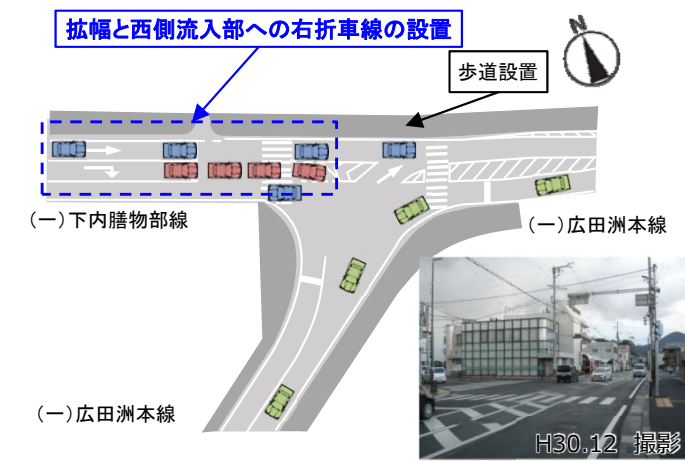 拡幅と西側流入部への右折車線の設置
N
歩道設置
（一）下内膳物部線
（一）広田洲本線
（一）広田洲本線
H30.12 撮影